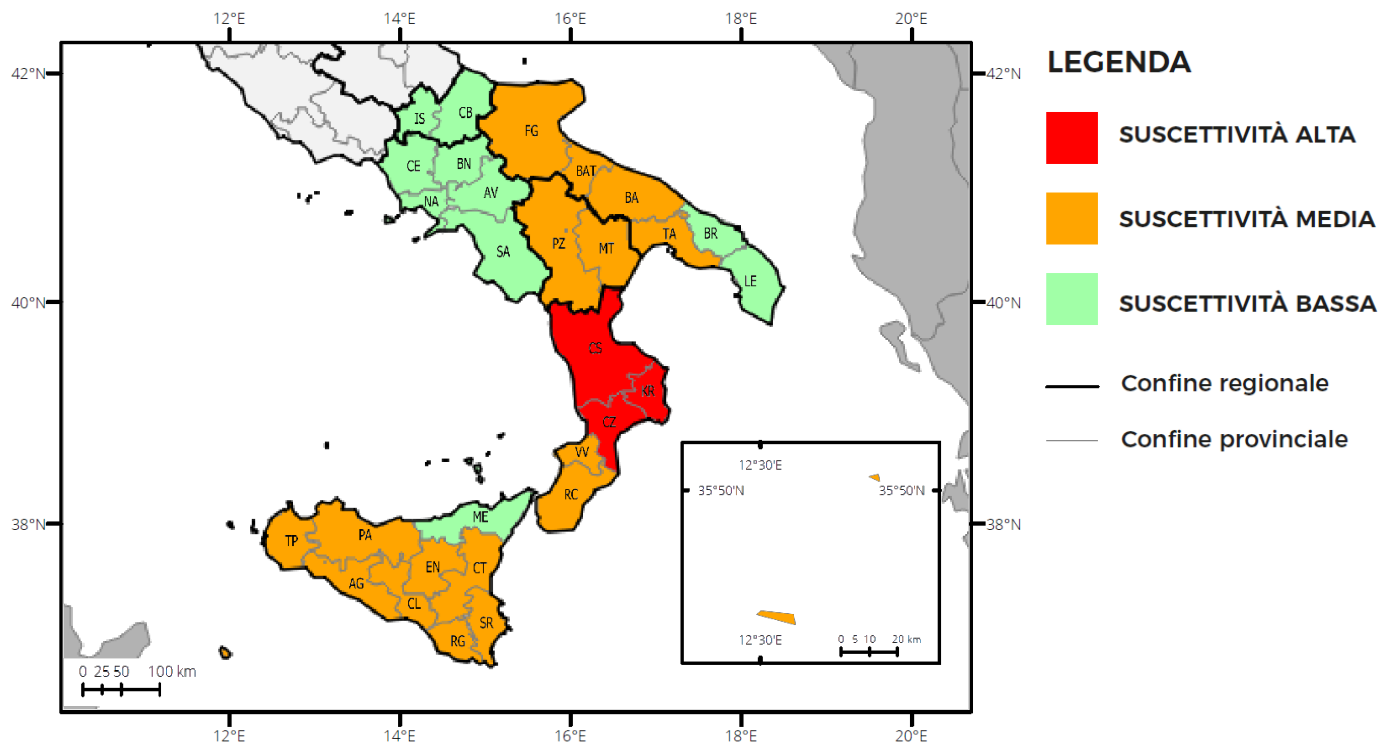 12°E 14°E 16°E 18°E 20°E
42°N 42°N
LEGENDA
SUSCETTIVITÀ ALTA
SUSCETTIVITÀ MEDIA
SUSCETTIVITÀ BASSA
Confine regionale
Confine provinciale
IS CB FG
CE BN BAT
NA AV BA
SA PZ MT TA BR
LE
40°N 40°N
CS
KR
CZ
VV
RC
ME
38°N 38°N
TP PA
AG EN CT
CL SR
RG
12°30'E
35°50'N 35°50'N
12°30'E
0 5 10 20 km
0 25 50 100 km
12°E 14°E 16°E 18°E 20°E